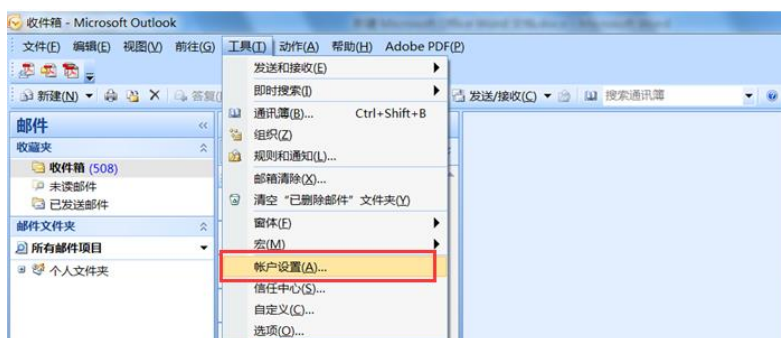 收件箱 - Microsoft Outlook
文件(F) 编辑(E) 视图(V) 前往(G) 工具(T) 动作(A) 帮助(H) Adobe PDF(P)
新建(N) 答复( 发送/接收(C) 搜索通讯簿
邮件
收藏夹
收件箱 (508)
未读邮件
已发送邮件
邮件文件夹
所有邮件项目
个人文件夹
发送和接收(E)
即时搜索(I)
通讯簿(B)... Ctrl+Shift+B
组织(Z)
规则和通知(L)...
邮箱清除(X)...
清空“已删除邮件”文件夹(Y)
窗体(F)
宏(M)
帐户设置(A)...
信任中心(S)...
自定义(C)...
选项(O)...